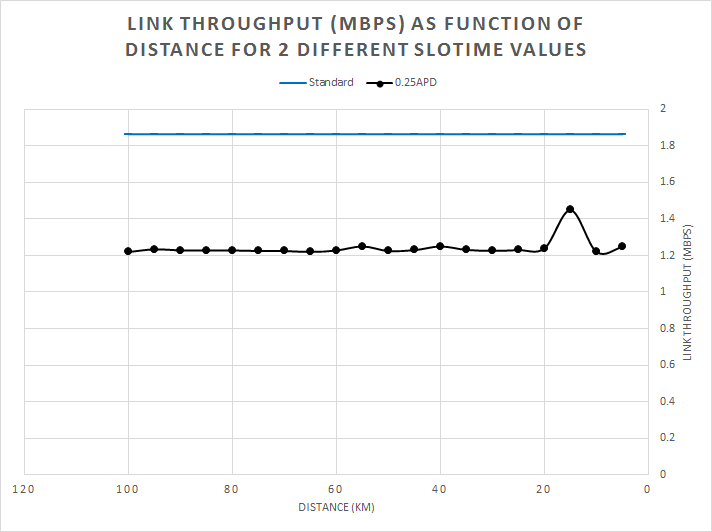 LINK THROUGHPUT (MBPS) AS FUNCTION OF
DISTANCE FOR 2 DIFFERENT SLOTIME VALUES
Standard 0.25APD
2
1.8
1.6
1.4
1.2
1
0.8
0.6
0.4
0.2
0
LINK THROUGHPUT (MBPS)
120 100 80 60 40 20 0
DISTANCE (KM)